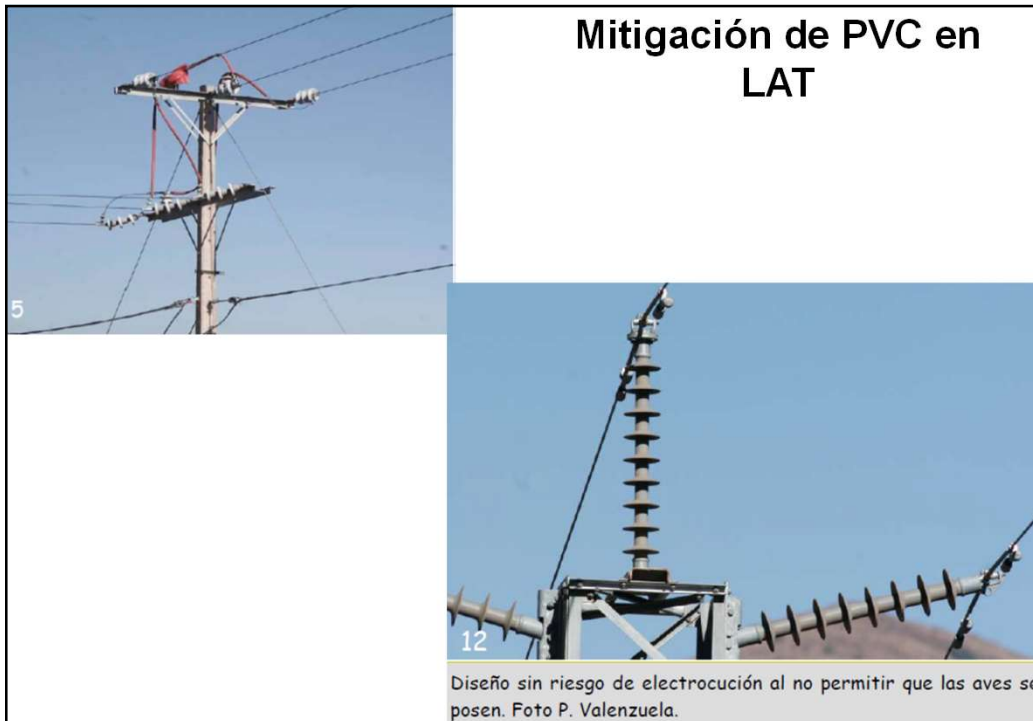 Mitigación de PVC en
LAT
5
12
Diseño sin riesgo de electrocución al no permitir que las aves se
posen. Foto P. Valenzuela.